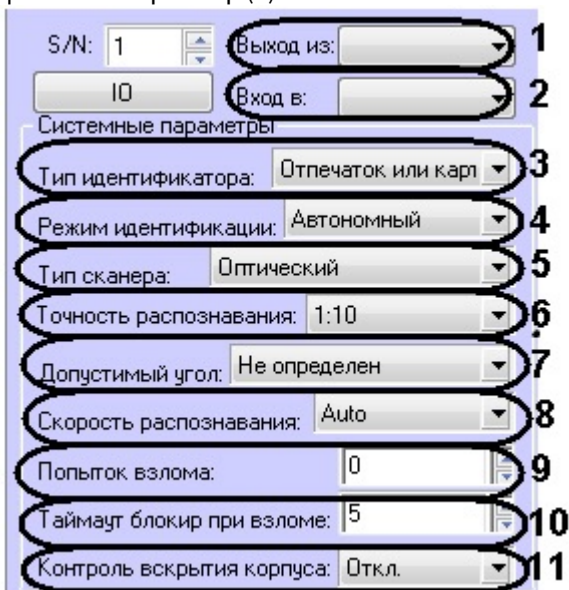 S/N: 1 Выход из: 1
IO Вход в: 2
Системные параметры
Тип идентификатора: Отпечаток или карт 3
Режим идентификации: Автономный 4
Тип сканера: Оптический 5
Точность распознавания: 1:10 6
Допустимый угол: Не определен 7
Скорость распознавания: Auto 8
Попыток взлома: 0 9
Таймаут блокир при взломе: 5 10
Контроль вскрытия корпуса: Откл. 11